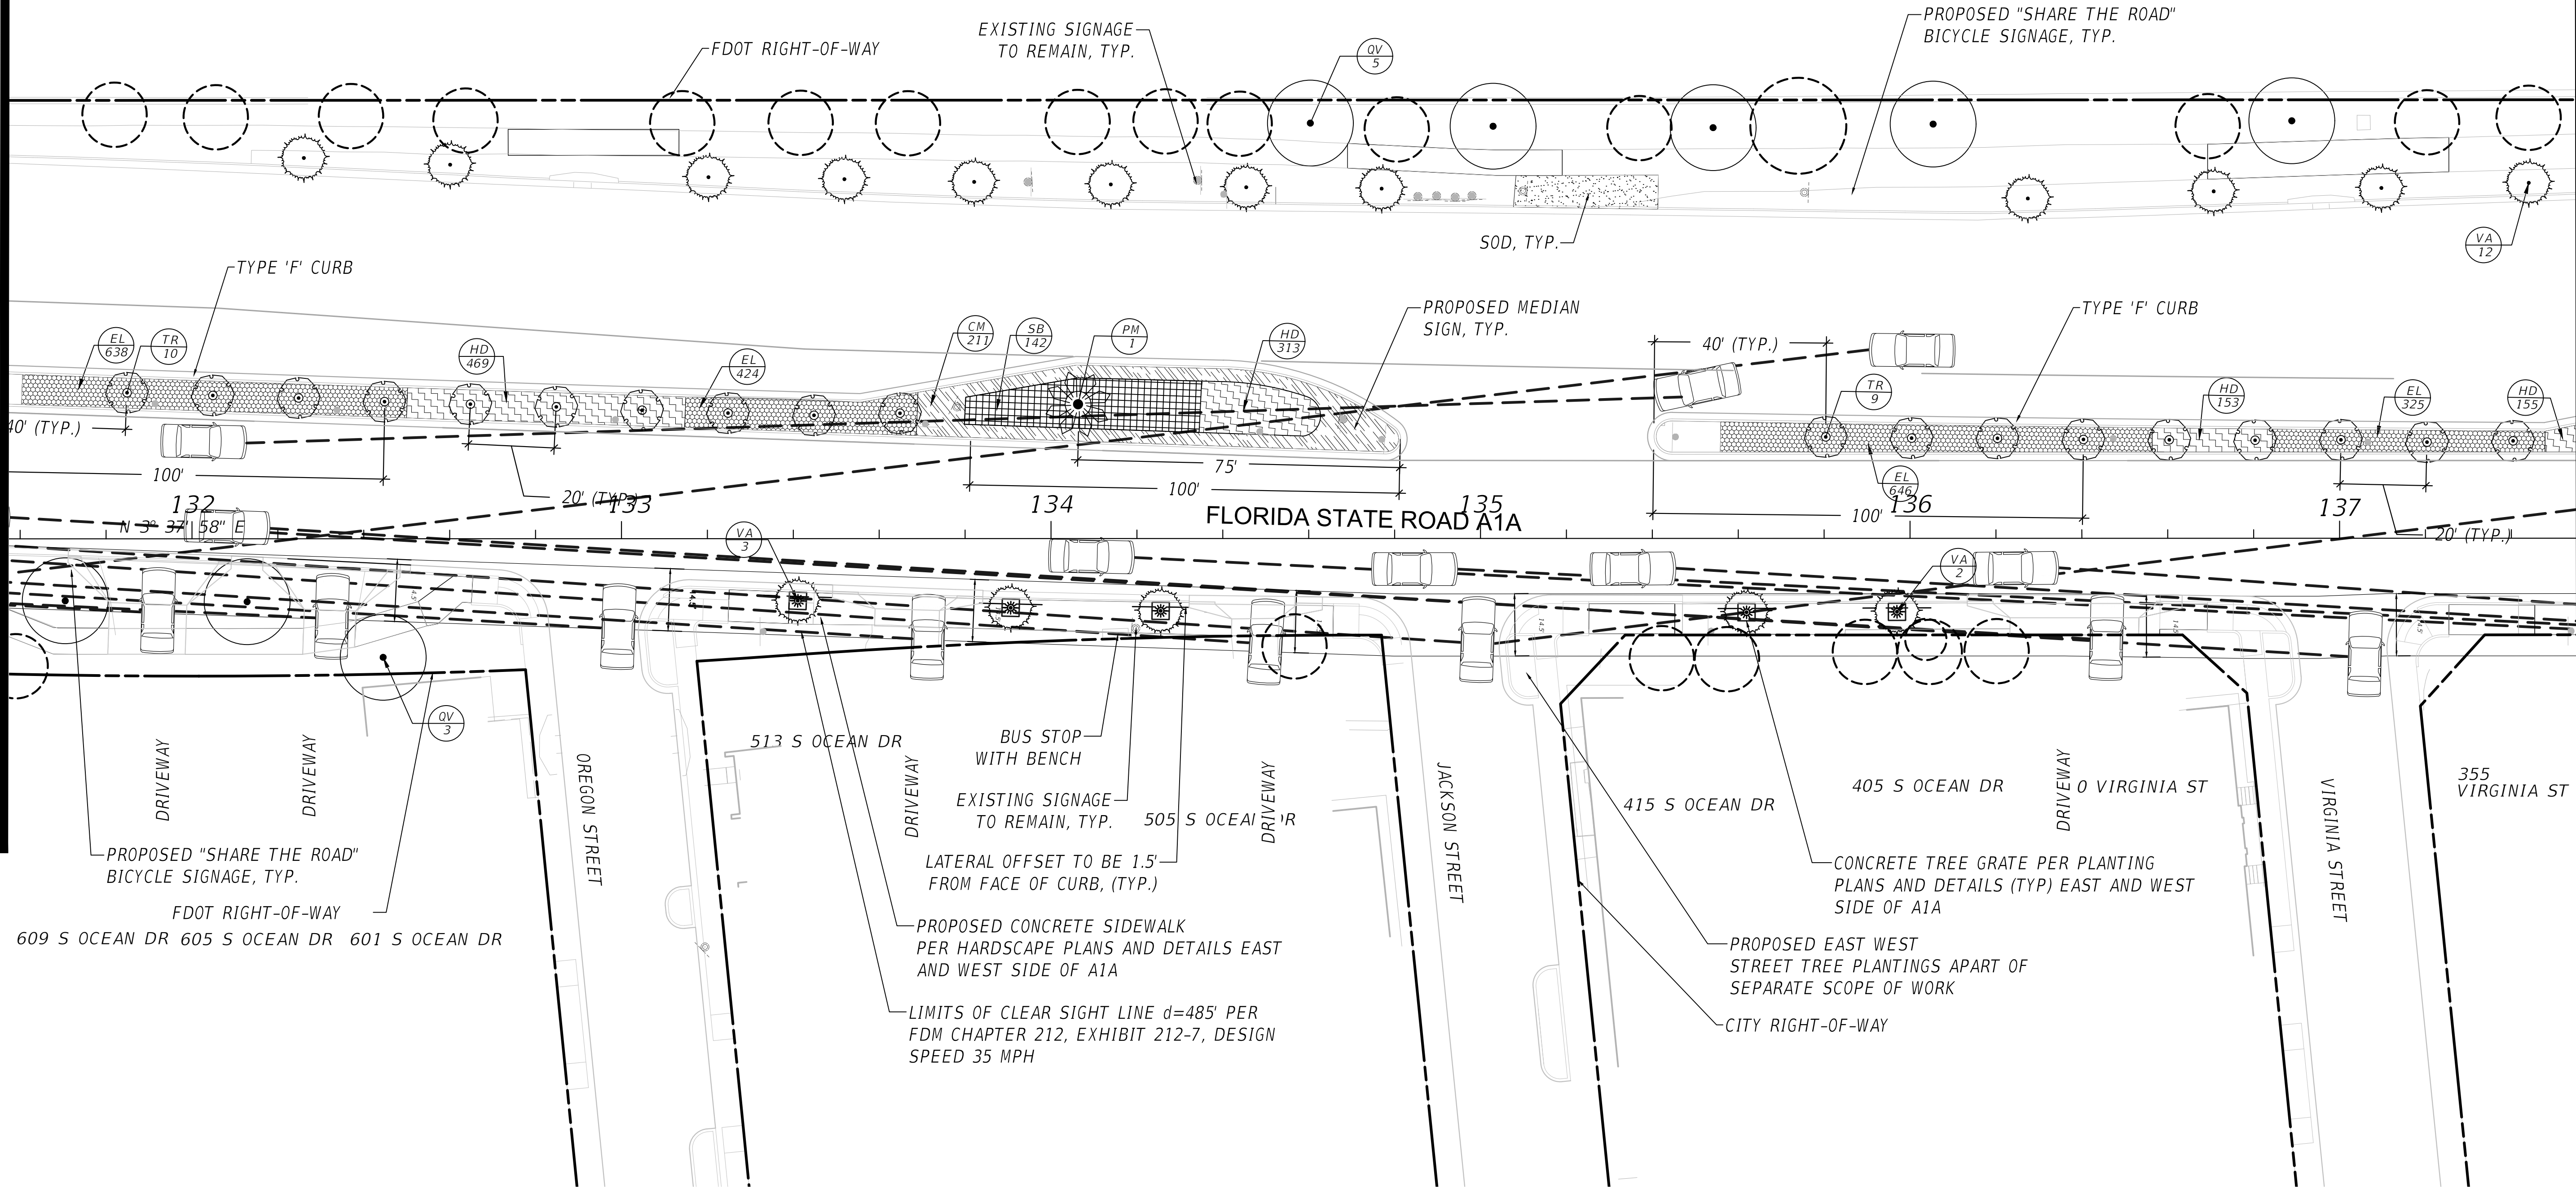 FDOT RIGHT-OF-WAY
EXISTING SIGNAGE
TO REMAIN, TYP.
QV
5
PROPOSED "SHARE THE ROAD"
BICYCLE SIGNAGE, TYP.
SOD, TYP.
VA
12
TYPE 'F' CURB
EL
638
TR
10
HD
469
EL
424
CM
211
SB
142
PM
1
HD
313
PROPOSED MEDIAN
SIGN, TYP.
40' (TYP.)
TYPE 'F' CURB
TR
9
HD
153
EL
325
HD
155
40' (TYP.)
100'
20' (TYP.)
75'
100'
EL
646
100'
20' (TYP.)
132
133
134
135
136
137
N 3° 37' 58" E
FLORIDA STATE ROAD A1A
VA
3
VA
2
QV
3
DRIVEWAY
DRIVEWAY
OREGON STREET
513 S OCEAN DR
DRIVEWAY
BUS STOP
WITH BENCH
EXISTING SIGNAGE
TO REMAIN, TYP.
505 S OCEAN DR
DRIVEWAY
JACKSON STREET
415 S OCEAN DR
405 S OCEAN DR
DRIVEWAY
0 VIRGINIA ST
VIRGINIA STREET
355
VIRGINIA ST
PROPOSED "SHARE THE ROAD"
BICYCLE SIGNAGE, TYP.
FDOT RIGHT-OF-WAY
609 S OCEAN DR
605 S OCEAN DR
601 S OCEAN DR
LATERAL OFFSET TO BE 1.5'
FROM FACE OF CURB, (TYP.)
PROPOSED CONCRETE SIDEWALK
PER HARDSCAPE PLANS AND DETAILS EAST
AND WEST SIDE OF A1A
LIMITS OF CLEAR SIGHT LINE d=485' PER
FDM CHAPTER 212, EXHIBIT 212-7, DESIGN
SPEED 35 MPH
CONCRETE TREE GRATE PER PLANTING
PLANS AND DETAILS (TYP) EAST AND WEST
SIDE OF A1A
PROPOSED EAST WEST
STREET TREE PLANTINGS APART OF
SEPARATE SCOPE OF WORK
CITY RIGHT-OF-WAY